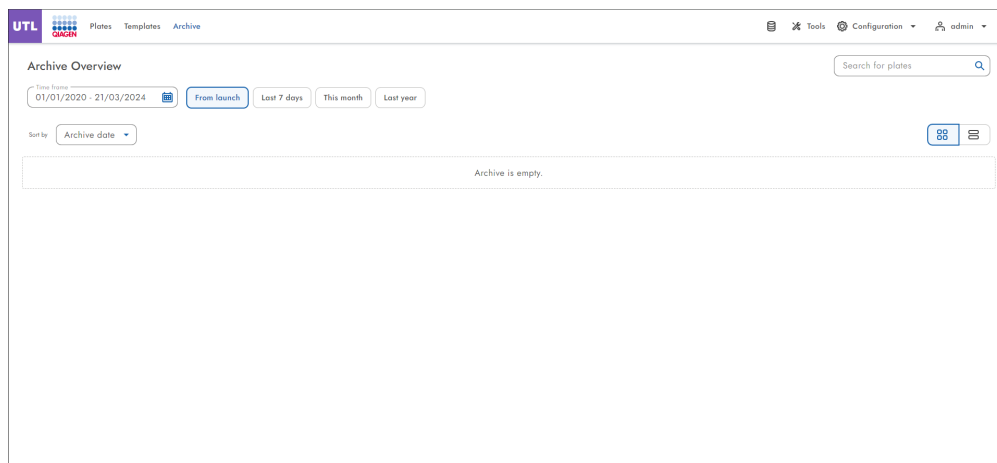 UTL QIAGEN Plates Templates Archive Tools Configuration admin
Archive Overview
Search for plates
Time frame
01/01/2020 - 21/03/2024
From launch Last 7 days This month Last year
Sort by Archive date
Archive is empty.